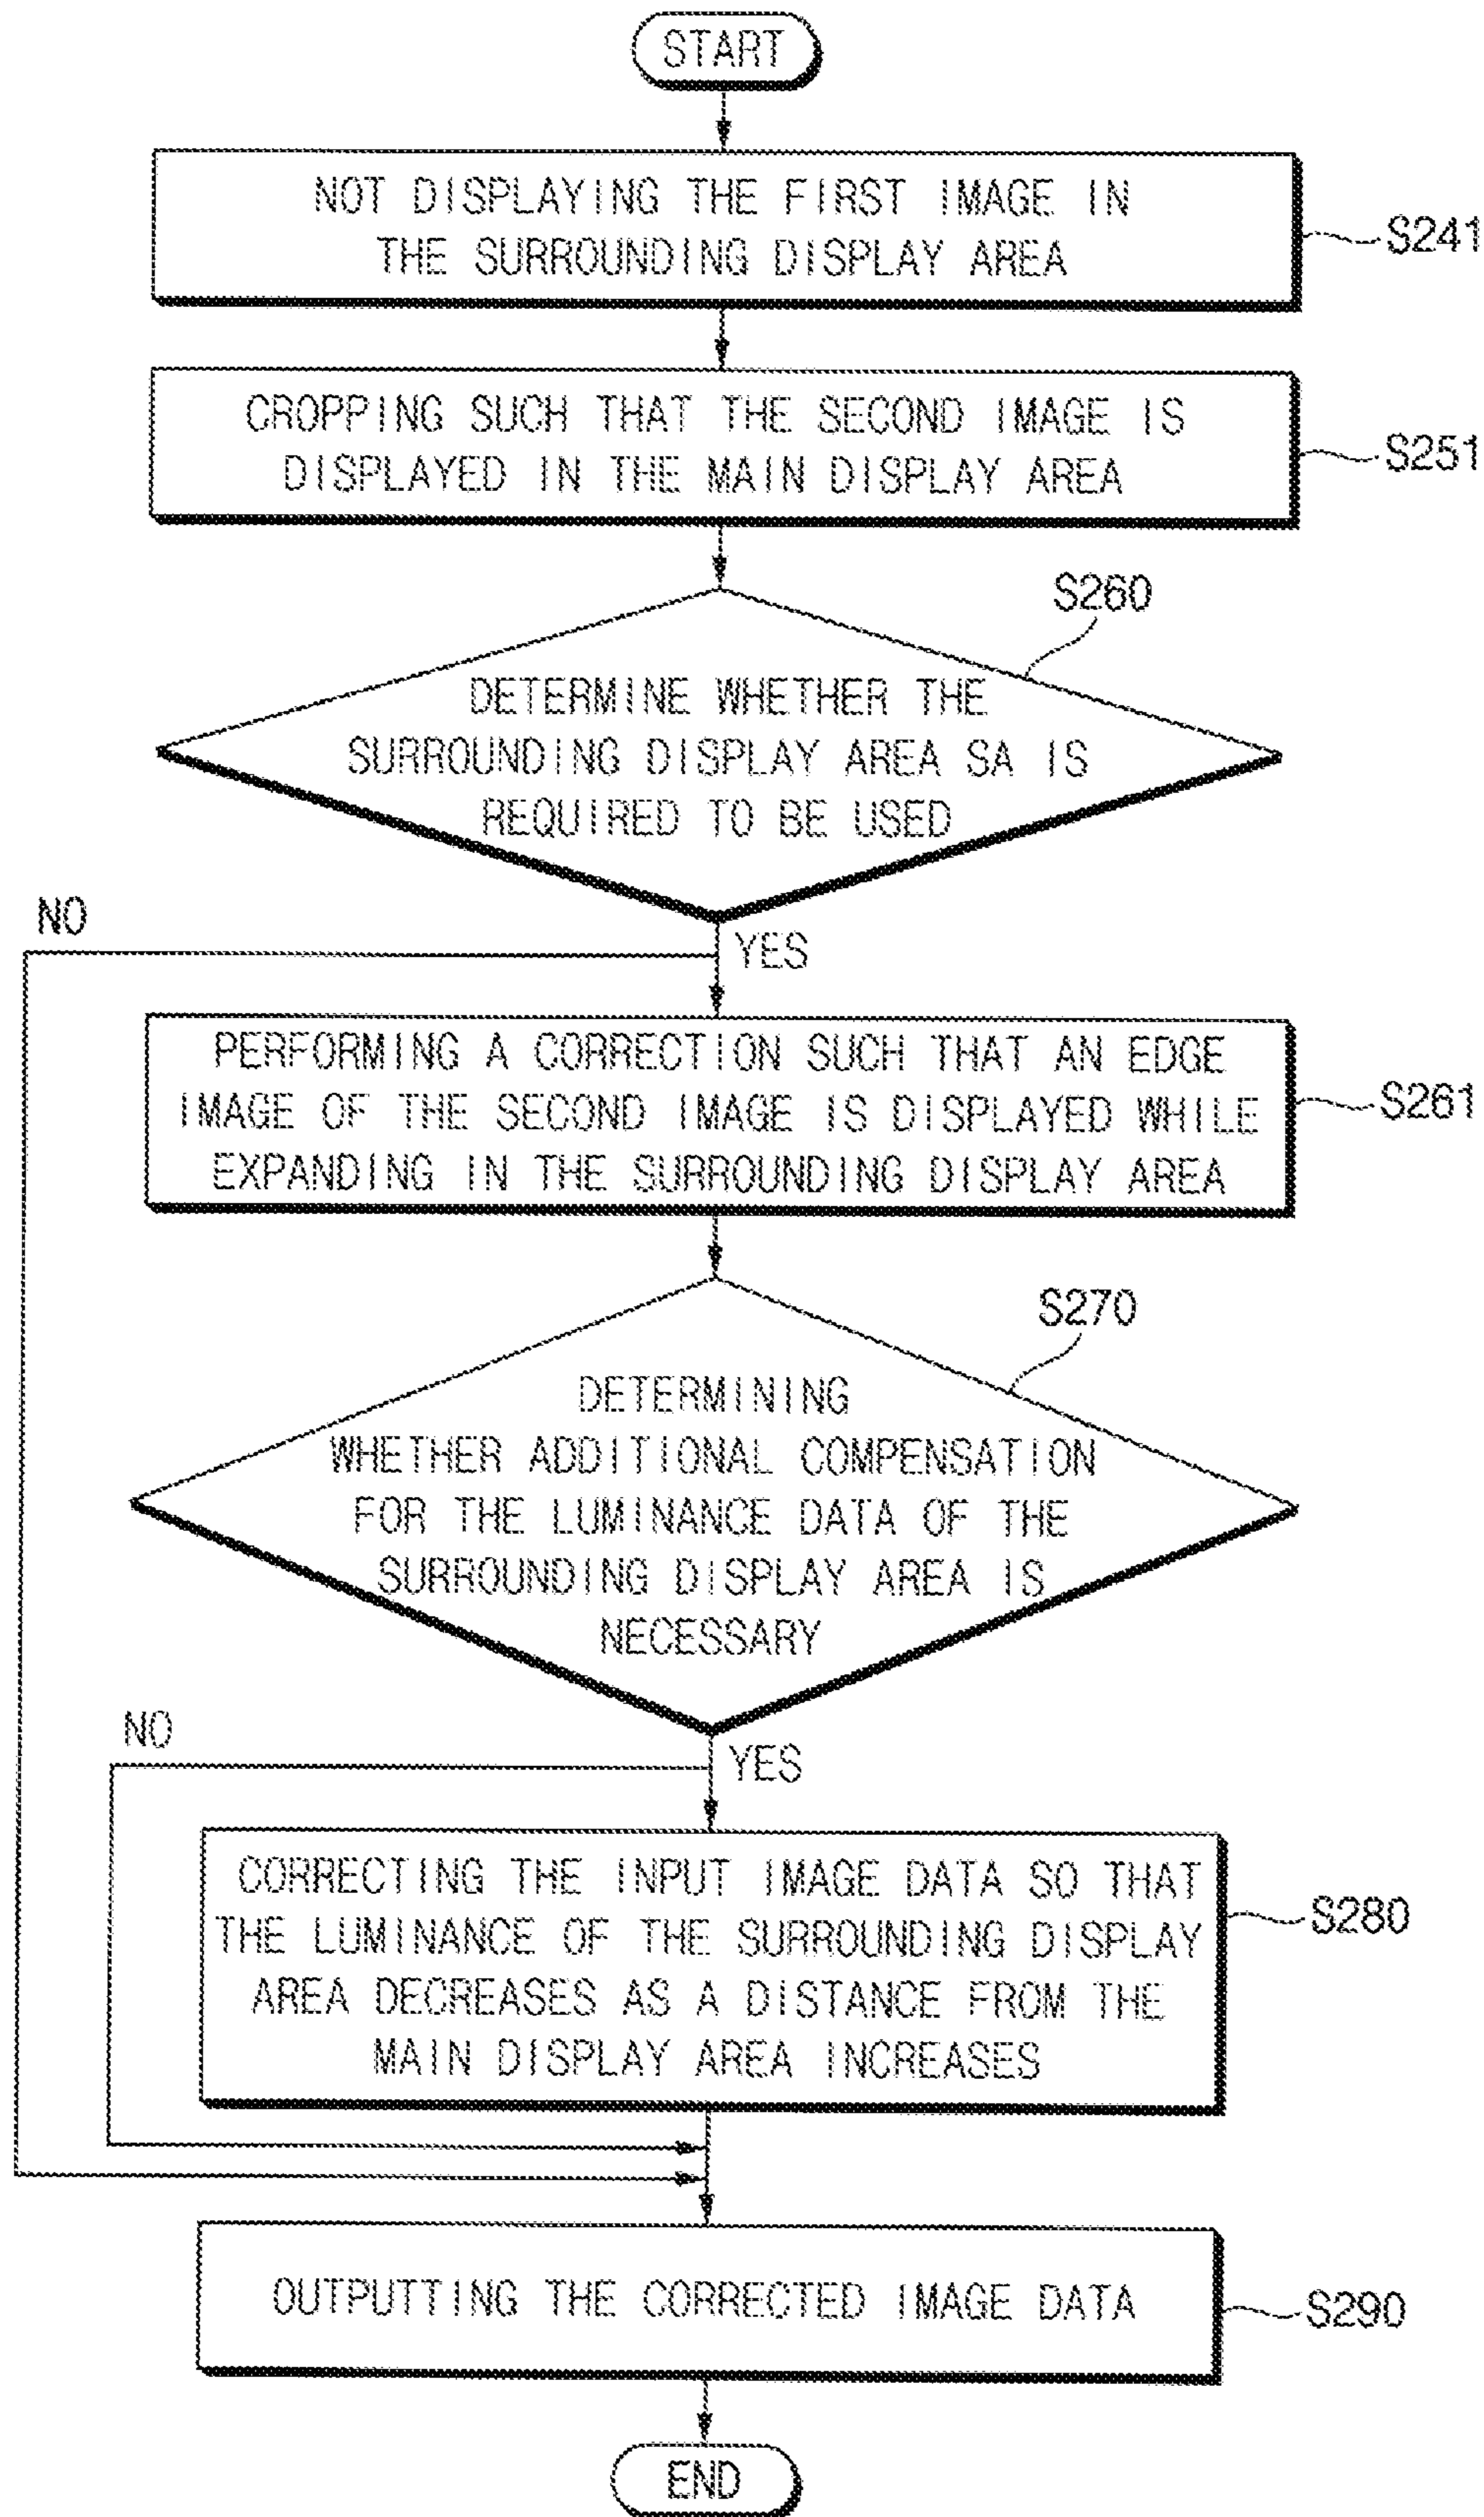 START
NOT DISPLAYING THE FIRST IMAGE IN
THE SURROUNDING DISPLAY AREA
S241
CROPPING SUCH THAT THE SECOND IMAGE IS
DISPLAYED IN THE MAIN DISPLAY AREA
S251
S260
DETERMINE WHETHER THE
SURROUNDING DISPLAY AREA SA IS
REQUIRED TO BE USED
NO
YES
PERFORMING A CORRECTION SUCH THAT AN EDGE
IMAGE OF THE SECOND IMAGE IS DISPLAYED WHILE
EXPANDING IN THE SURROUNDING DISPLAY AREA
S261
S270
DETERMINING
WHETHER ADDITIONAL COMPENSATION
FOR THE LUMINANCE DATA OF THE
SURROUNDING DISPLAY AREA IS
NECESSARY
NO
YES
CORRECTING THE INPUT IMAGE DATA SO THAT
THE LUMINANCE OF THE SURROUNDING DISPLAY
AREA DECREASES AS A DISTANCE FROM THE
MAIN DISPLAY AREA INCREASES
S280
OUTPUTTING THE CORRECTED IMAGE DATA
S290
END